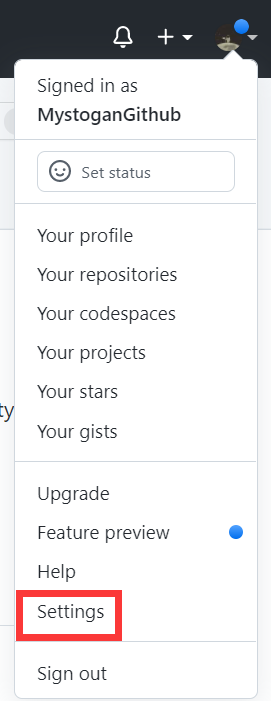 Signed in as
MystoganGithub
Set status
Your profile
Your repositories
Your codespaces
ty
Your projects
Your stars
Your gists
Upgrade
Feature preview
Help
Settings
Sign out